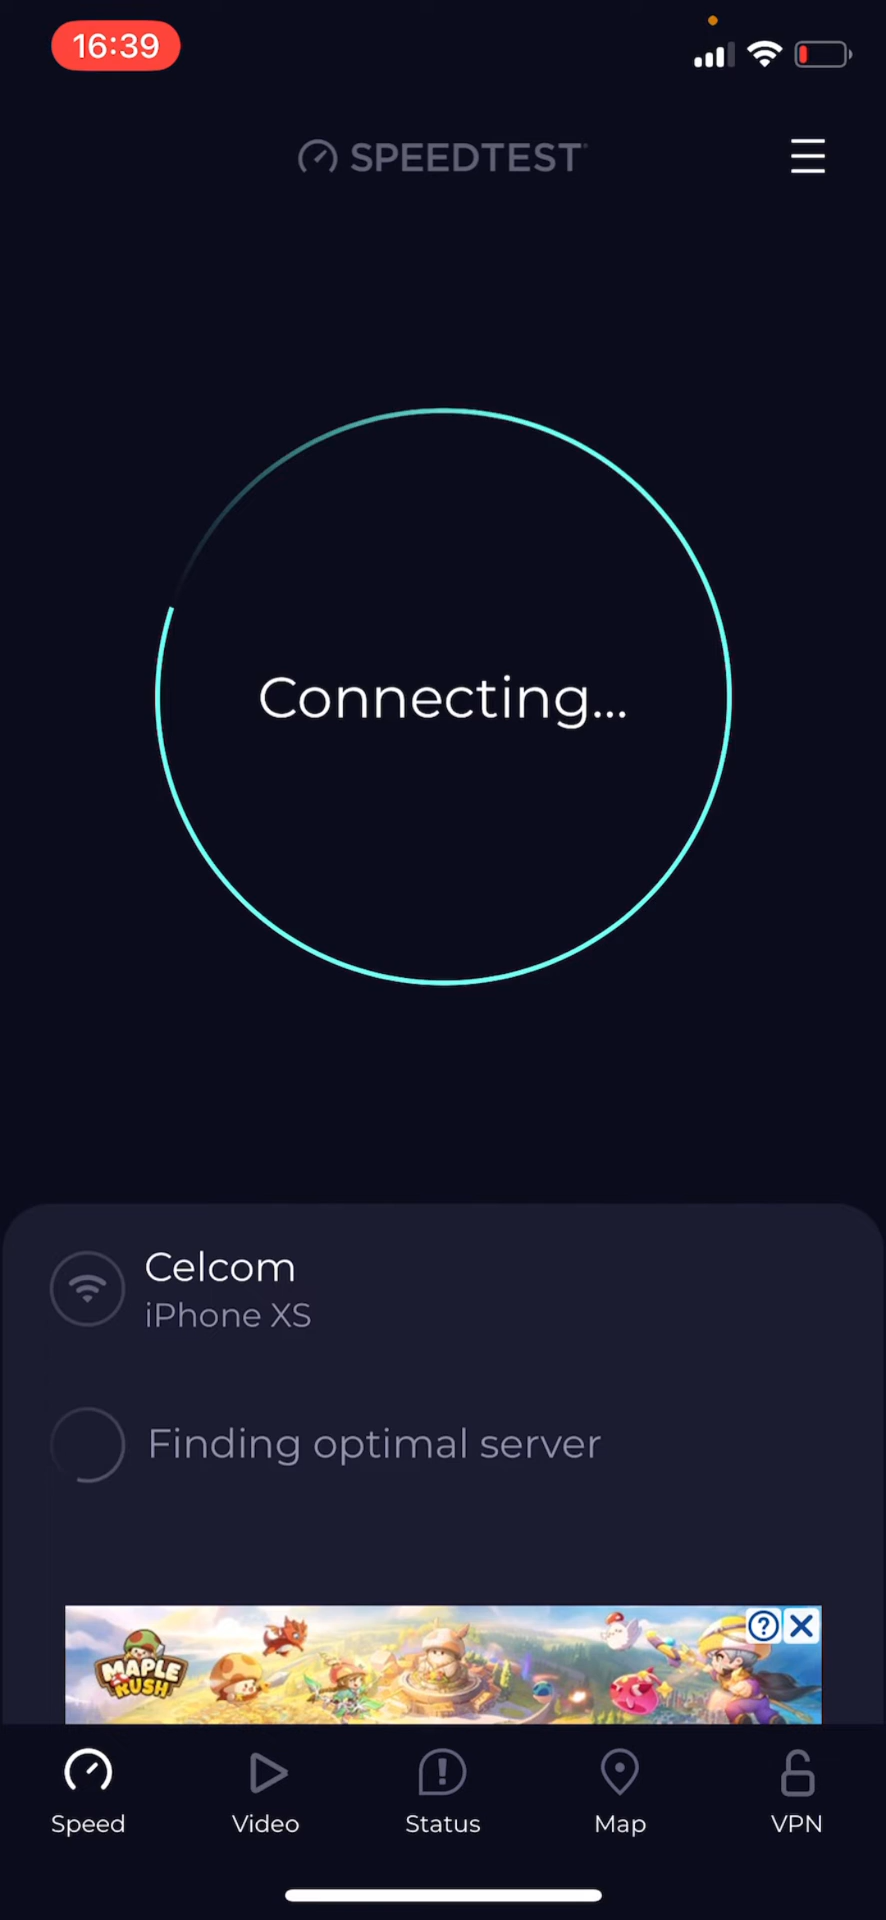 16:39
SPEEDTEST
Connecting...
Celcom
iPhone XS
Finding optimal server
MAPLE
RUSH
Speed
Video
Status
Map
VPN